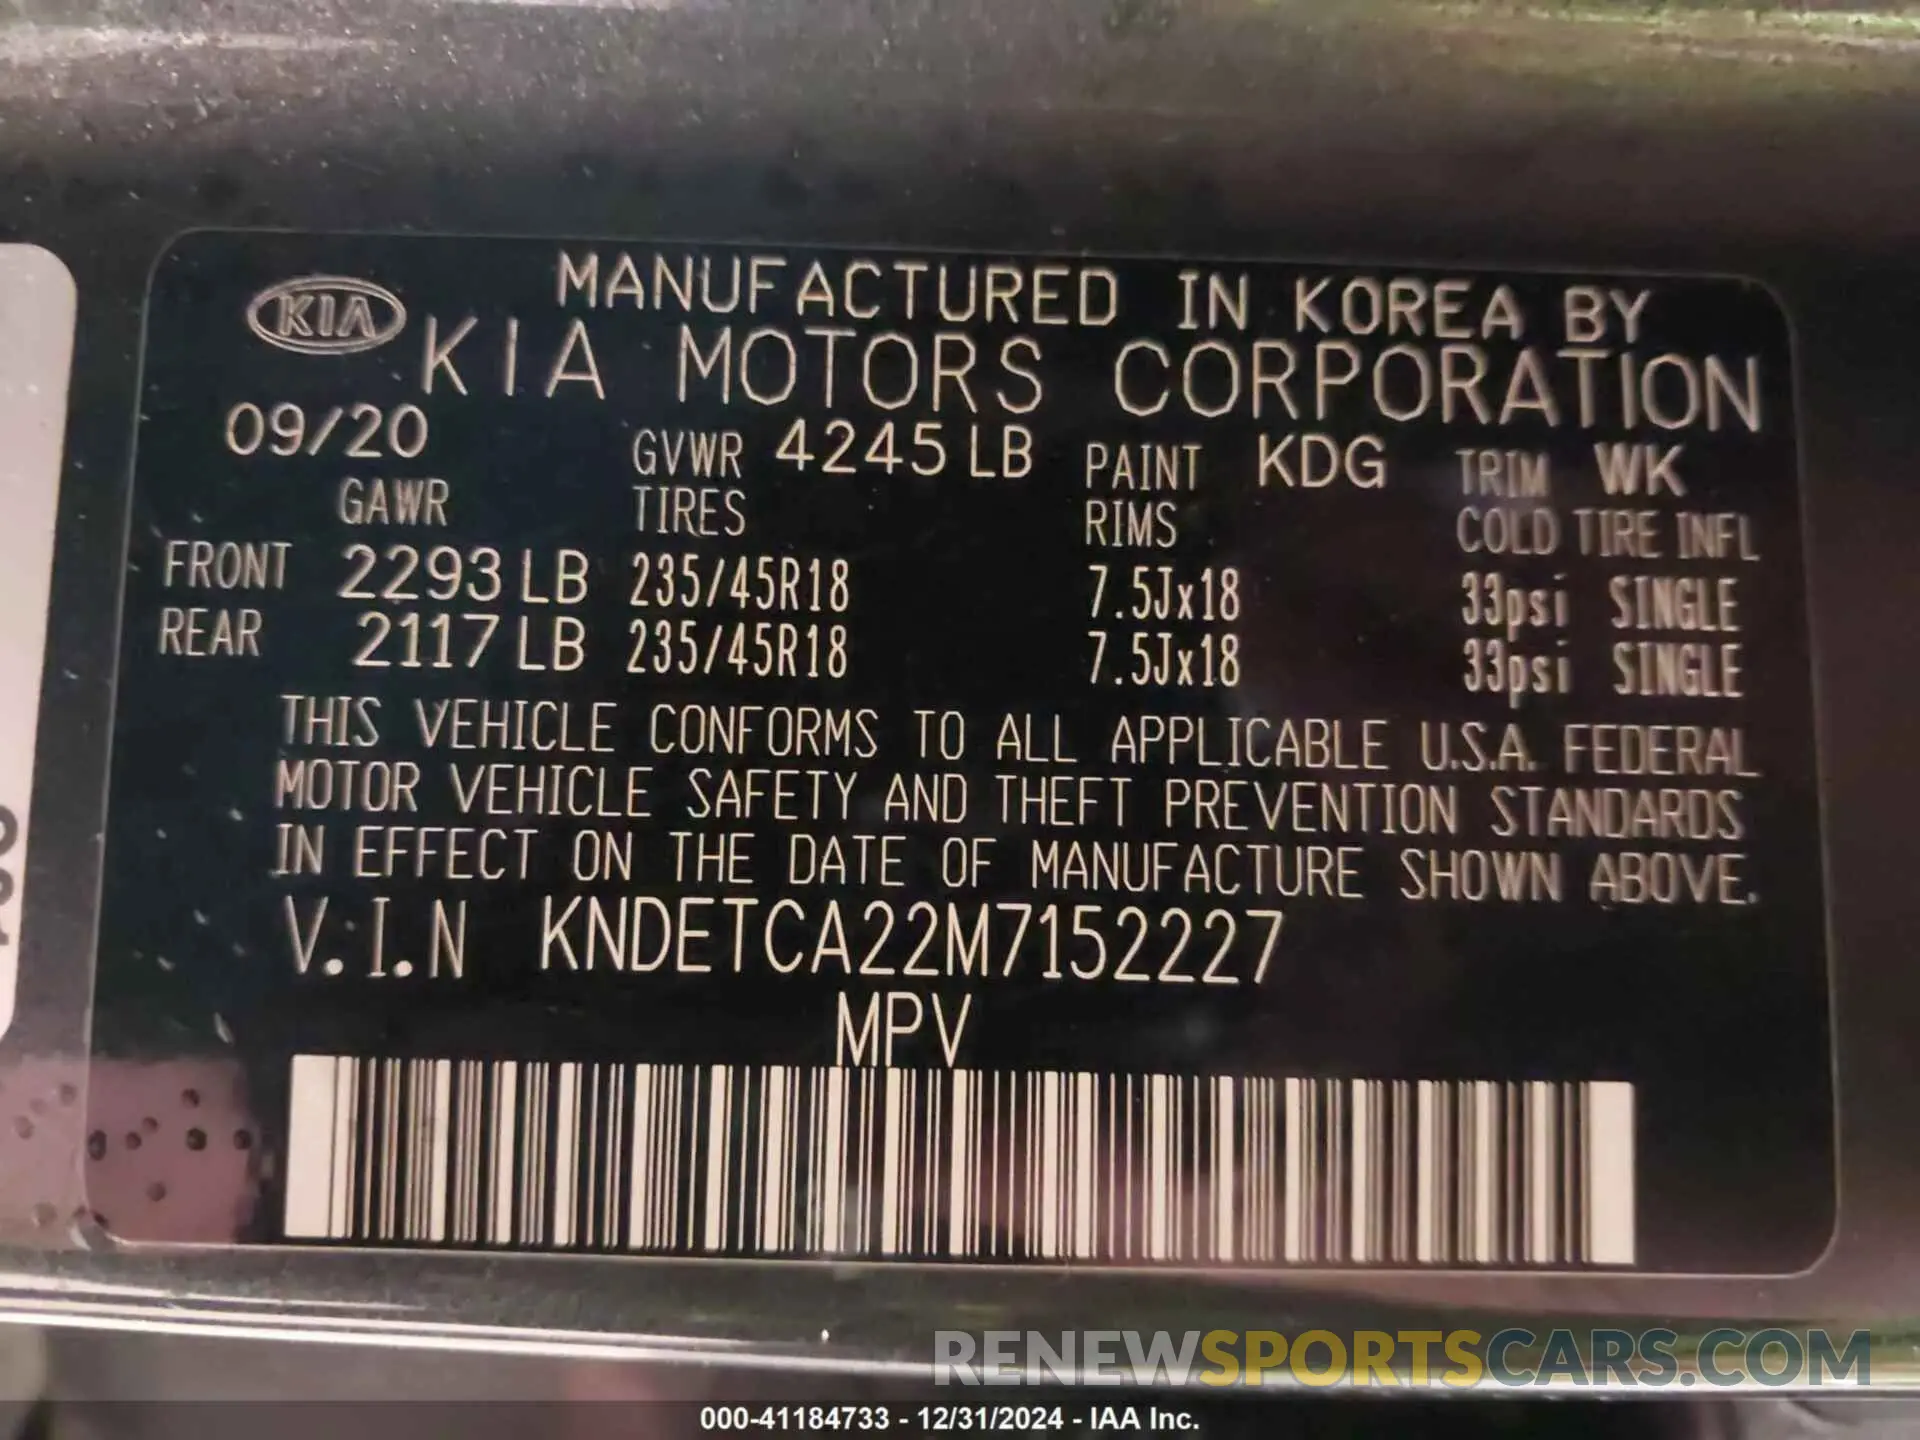 MANUFACTURED IN KOREA BY
KIA KIA MOTORS CORPORATION
09/20 GVWR 4245 LB PAINT KDG TRIM WK
GAWR TIRES RIMS COLD TIRE INFL
FRONT 2293 LB 235/45R18 7.5Jx18 33psi SINGLE
REAR 2117 LB 235/45R18 7.5Jx18 33psi SINGLE
THIS VEHICLE CONFORMS TO ALL APPLICABLE U.S.A. FEDERAL
MOTOR VEHICLE SAFETY AND THEFT PREVENTION STANDARDS
IN EFFECT ON THE DATE OF MANUFACTURE SHOWN ABOVE.
V.I.N KNDETCA22M7152227
MPV
RENEWSPORTSCARS.COM
000-41184733 - 12/31/2024 - IAA Inc.